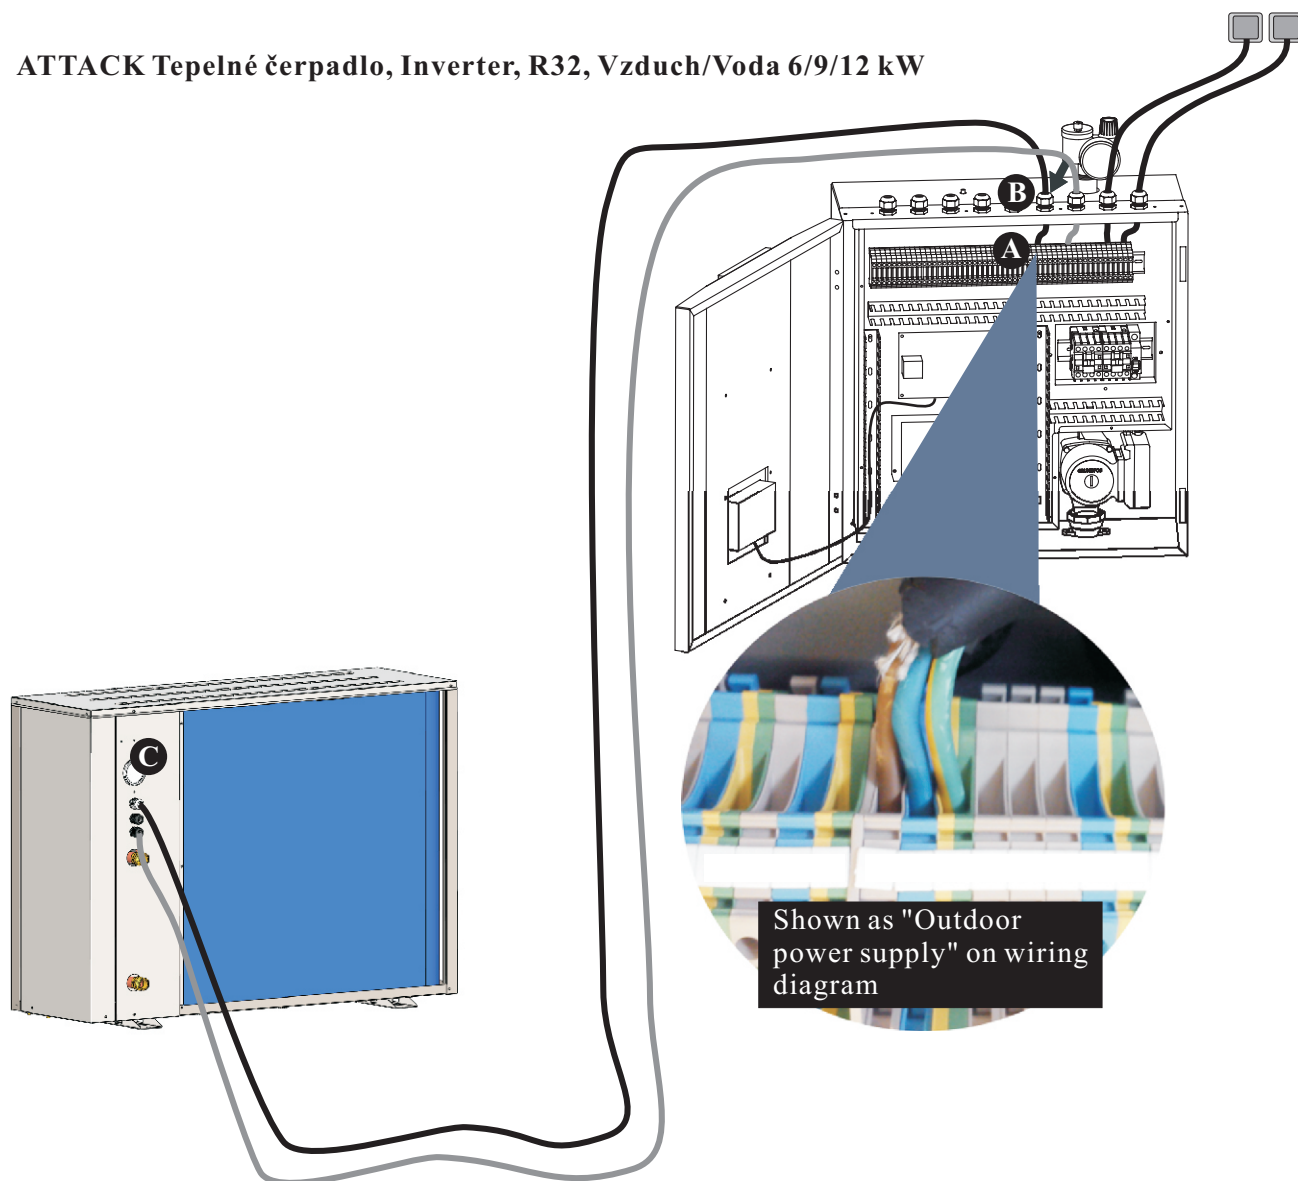 ATTACK Tepelné čerpadlo, Inverter, R32, Vzduch/Voda 6/9/12 kW
B
A
GRUNDFOS
C
Shown as "Outdoor
power supply" on wiring
diagram